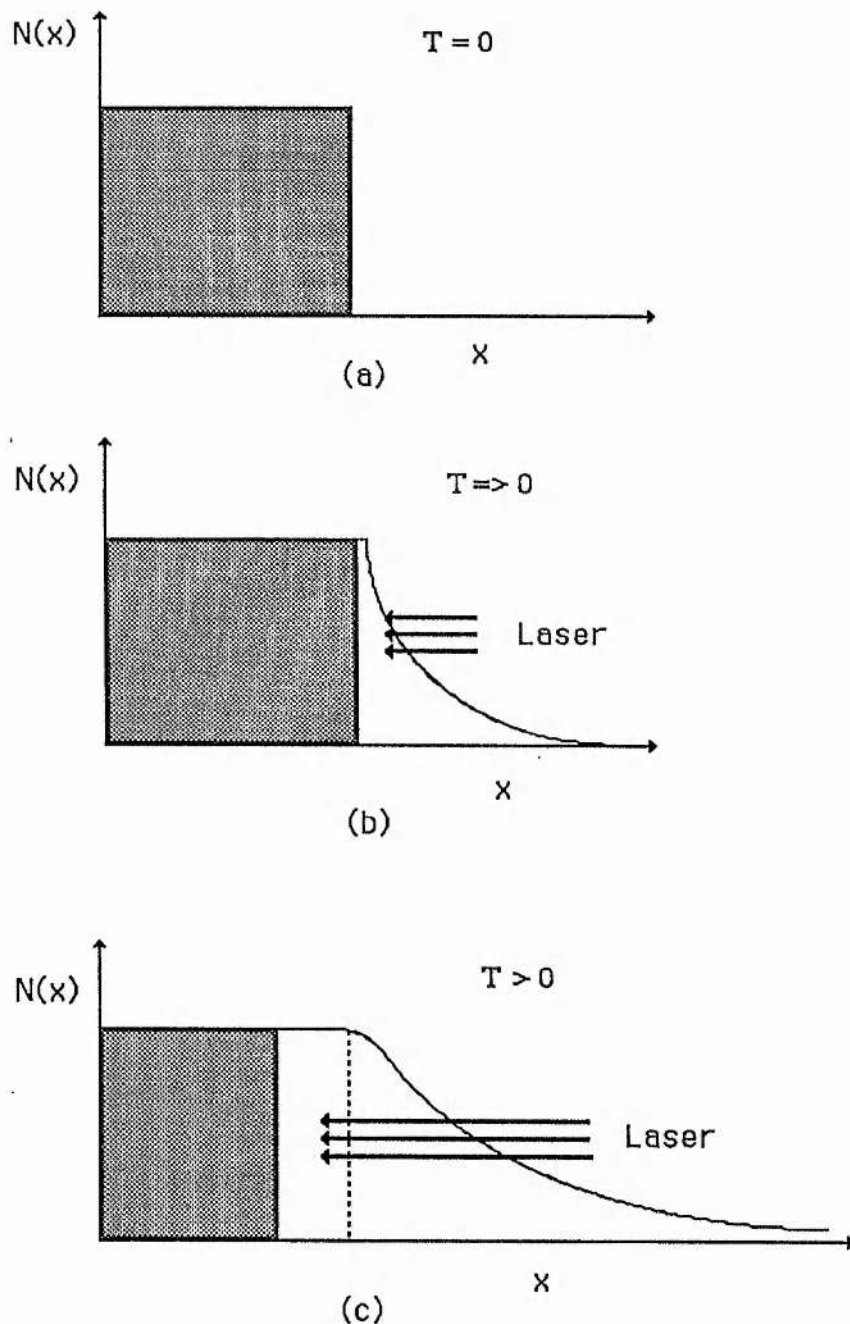 N(x)
T = 0
x
(a)
N(x)
T => 0
Laser
x
(b)
N(x)
T > 0
Laser
x
(c)